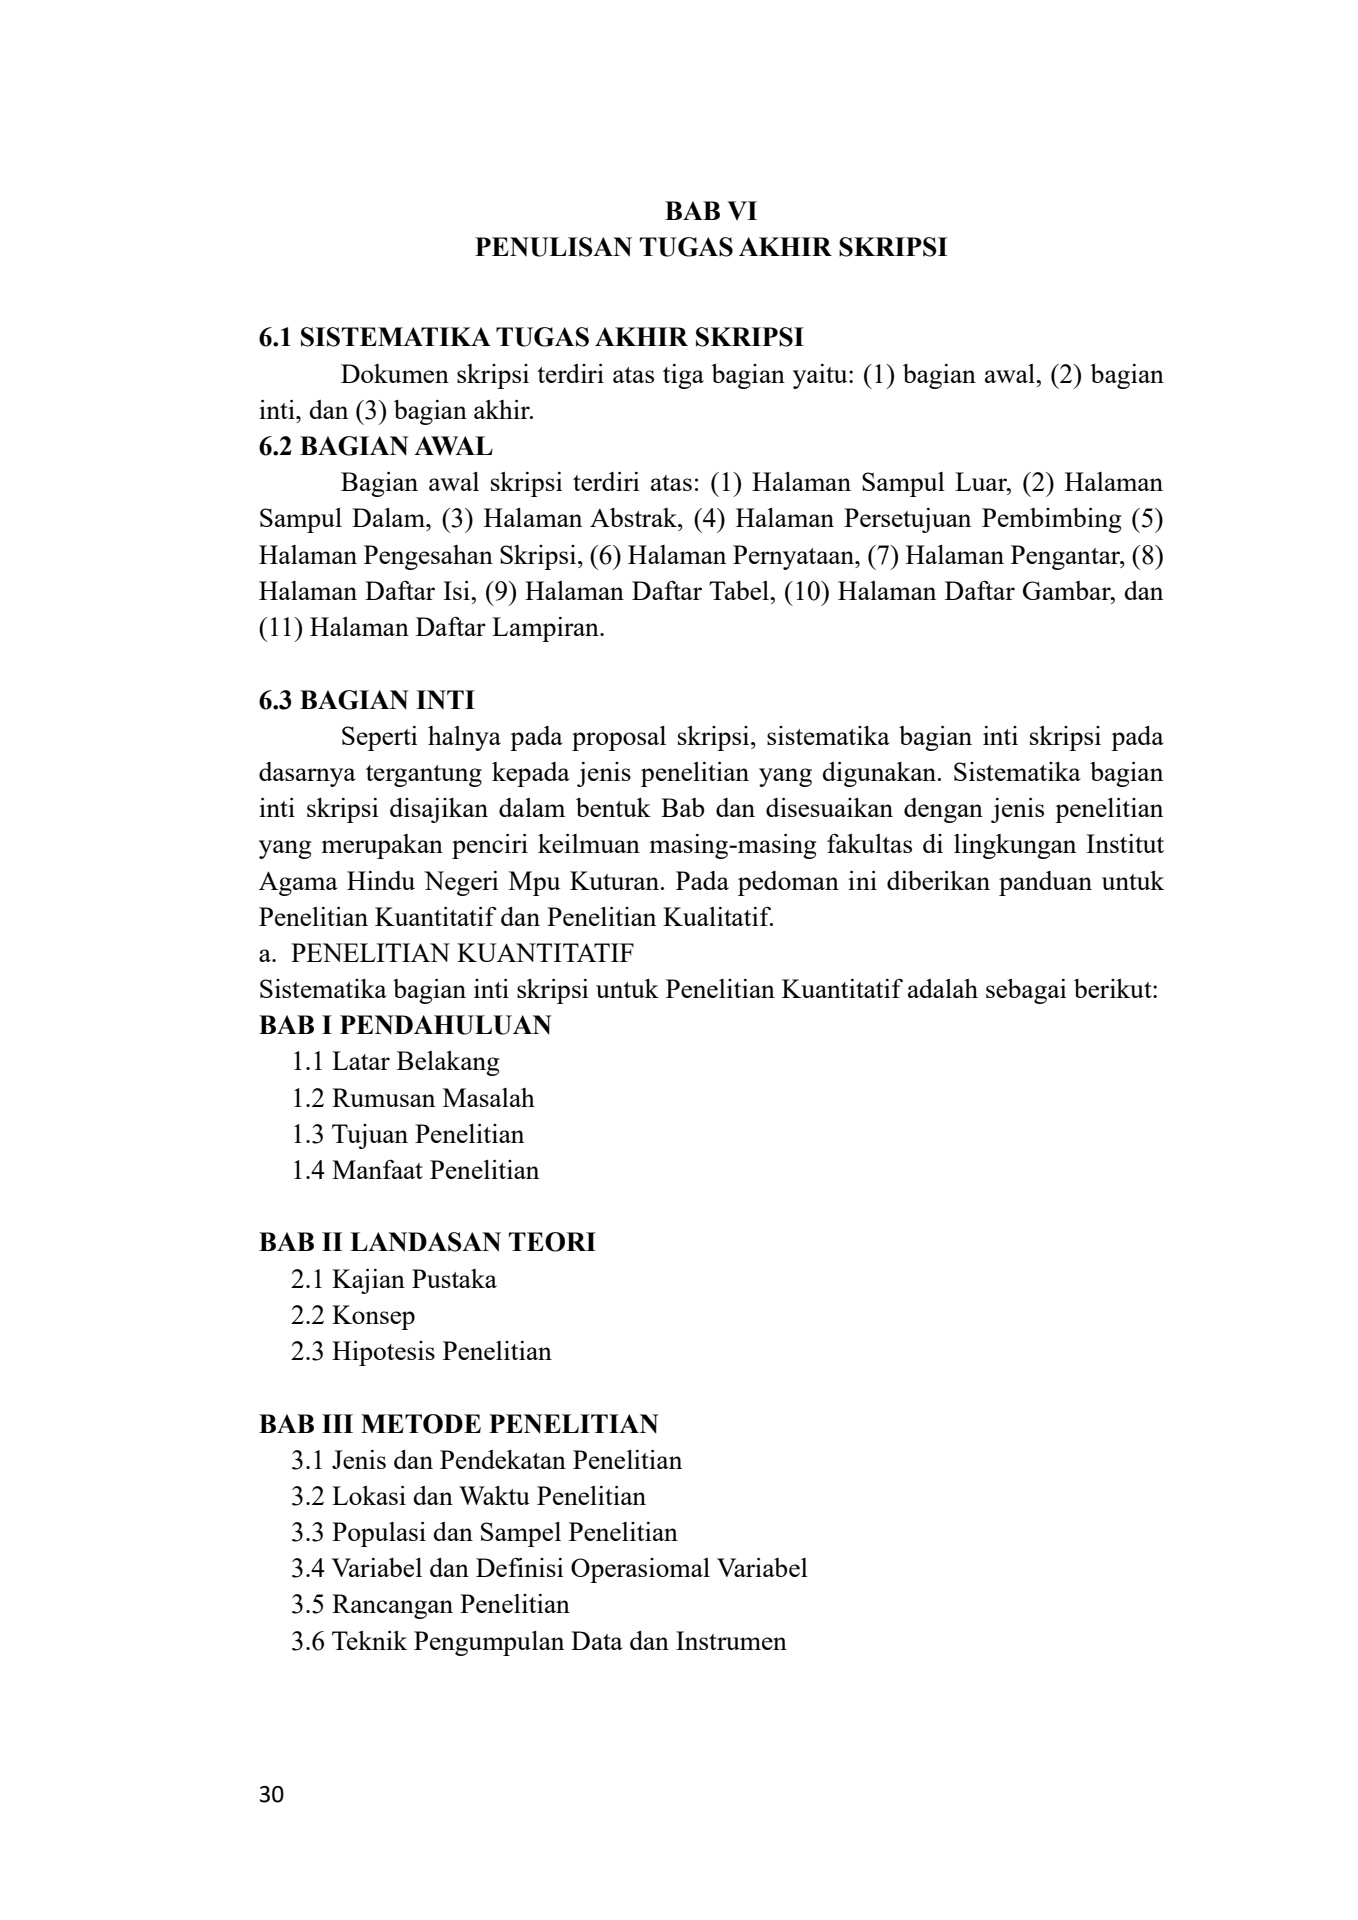 BAB VI
PENULISAN TUGAS AKHIR SKRIPSI
6.1 SISTEMATIKA TUGAS AKHIR SKRIPSI
Dokumen skripsi terdiri atas tiga bagian yaitu: (1) bagian awal, (2) bagian
inti, dan (3) bagian akhir.
6.2 BAGIAN AWAL
Bagian awal skripsi terdiri atas: (1) Halaman Sampul Luar, (2) Halaman
Sampul Dalam, (3) Halaman Abstrak, (4) Halaman Persetujuan Pembimbing (5)
Halaman Pengesahan Skripsi, (6) Halaman Pernyataan, (7) Halaman Pengantar, (8)
Halaman Daftar Isi, (9) Halaman Daftar Tabel, (10) Halaman Daftar Gambar, dan
(11) Halaman Daftar Lampiran.
6.3 BAGIAN INTI
Seperti halnya pada proposal skripsi, sistematika bagian inti skripsi pada
dasarnya tergantung kepada jenis penelitian yang digunakan. Sistematika bagian
inti skripsi disajikan dalam bentuk Bab dan disesuaikan dengan jenis penelitian
yang merupakan penciri keilmuan masing-masing fakultas di lingkungan Institut
Agama Hindu Negeri Mpu Kuturan. Pada pedoman ini diberikan panduan untuk
Penelitian Kuantitatif dan Penelitian Kualitatif.
a. PENELITIAN KUANTITATIF
Sistematika bagian inti skripsi untuk Penelitian Kuantitatif adalah sebagai berikut:
BAB I PENDAHULUAN
1.1 Latar Belakang
1.2 Rumusan Masalah
1.3 Tujuan Penelitian
1.4 Manfaat Penelitian
BAB II LANDASAN TEORI
2.1 Kajian Pustaka
2.2 Konsep
2.3 Hipotesis Penelitian
BAB III METODE PENELITIAN
3.1 Jenis dan Pendekatan Penelitian
3.2 Lokasi dan Waktu Penelitian
3.3 Populasi dan Sampel Penelitian
3.4 Variabel dan Definisi Operasiomal Variabel
3.5 Rancangan Penelitian
3.6 Teknik Pengumpulan Data dan Instrumen
30